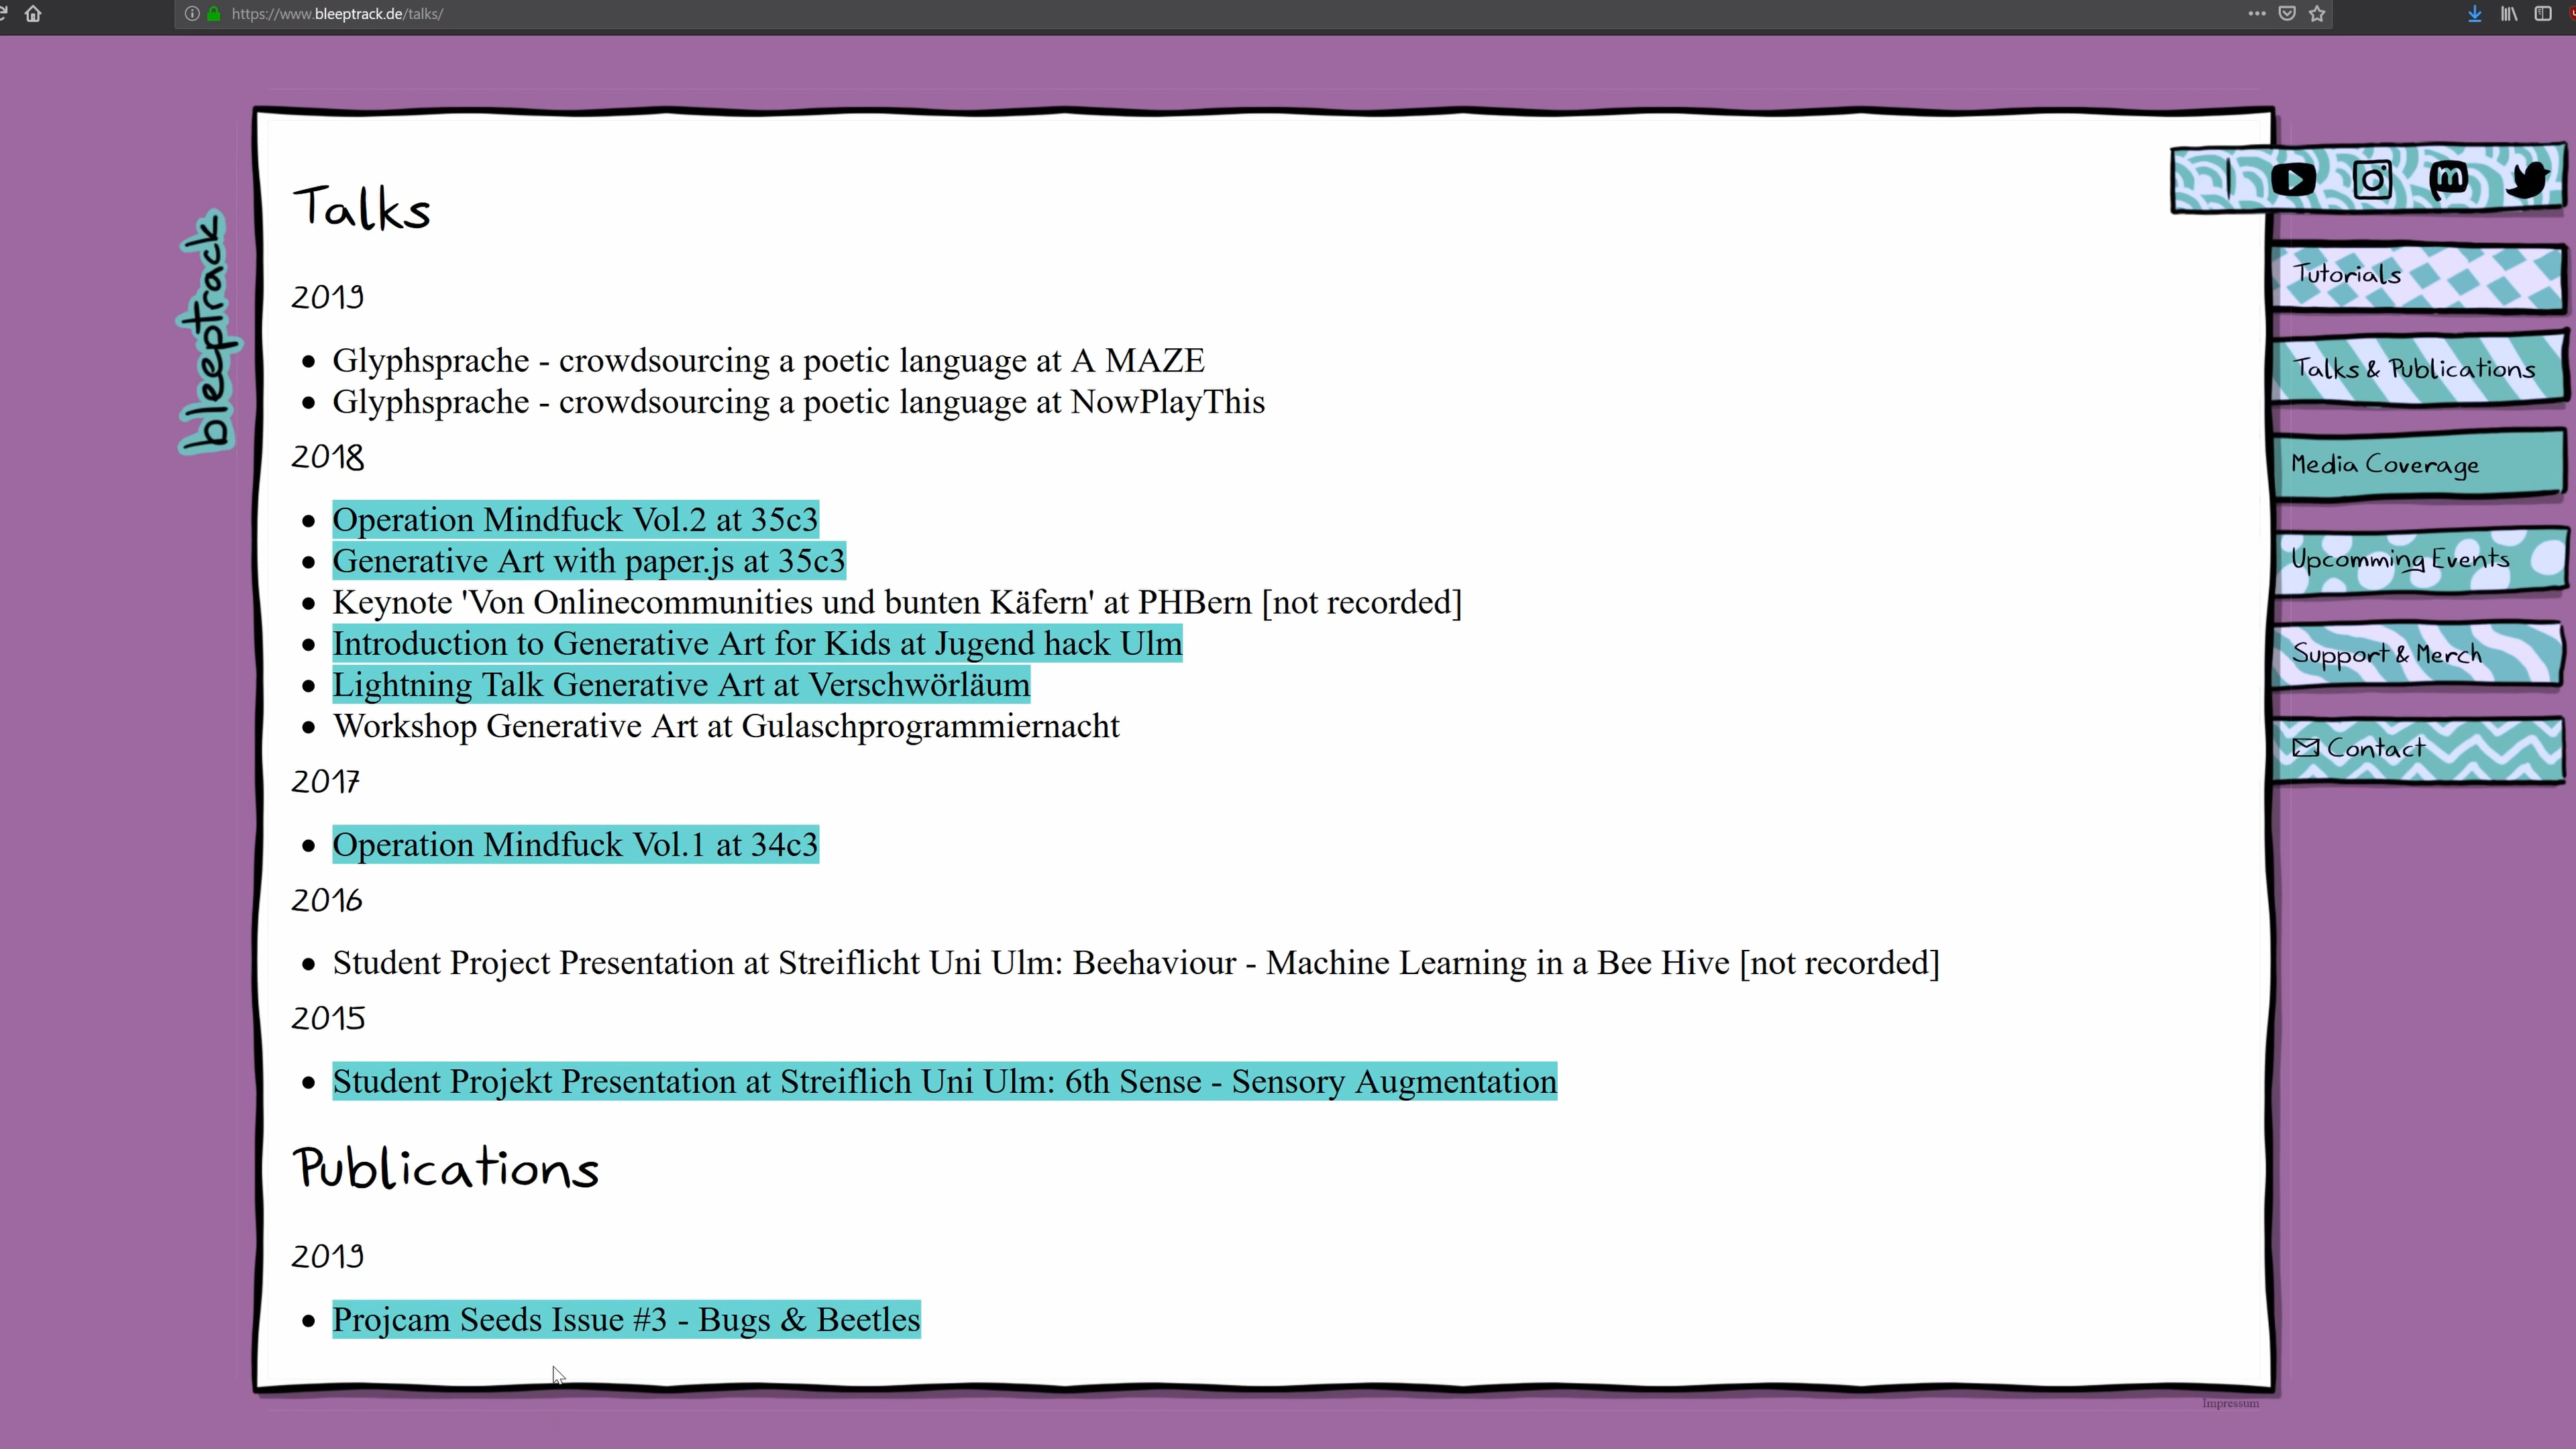 https://www.bleeptrack.de/talks/
bleeptrack
Talks
2019
Glyphsprache - crowdsourcing a poetic language at A MAZE
Glyphsprache - crowdsourcing a poetic language at NowPlayThis
2018
Operation Mindfuck Vol.2 at 35c3
Generative Art with paper.js at 35c3
Keynote 'Von Onlinecommunities und bunten Käfern' at PHBern [not recorded]
Introduction to Generative Art for Kids at Jugend hack Ulm
Lightning Talk Generative Art at Verschwörläum
Workshop Generative Art at Gulaschprogrammiernacht
2017
Operation Mindfuck Vol.1 at 34c3
2016
Student Project Presentation at Streiflicht Uni Ulm: Beehaviour - Machine Learning in a Bee Hive [not recorded]
2015
Student Projekt Presentation at Streiflich Uni Ulm: 6th Sense - Sensory Augmentation
Publications
2019
Projcam Seeds Issue #3 - Bugs & Beetles
Tutorials
Talks & Publications
Media Coverage
Upcomming Events
Support & Merch
Contact
Impressum